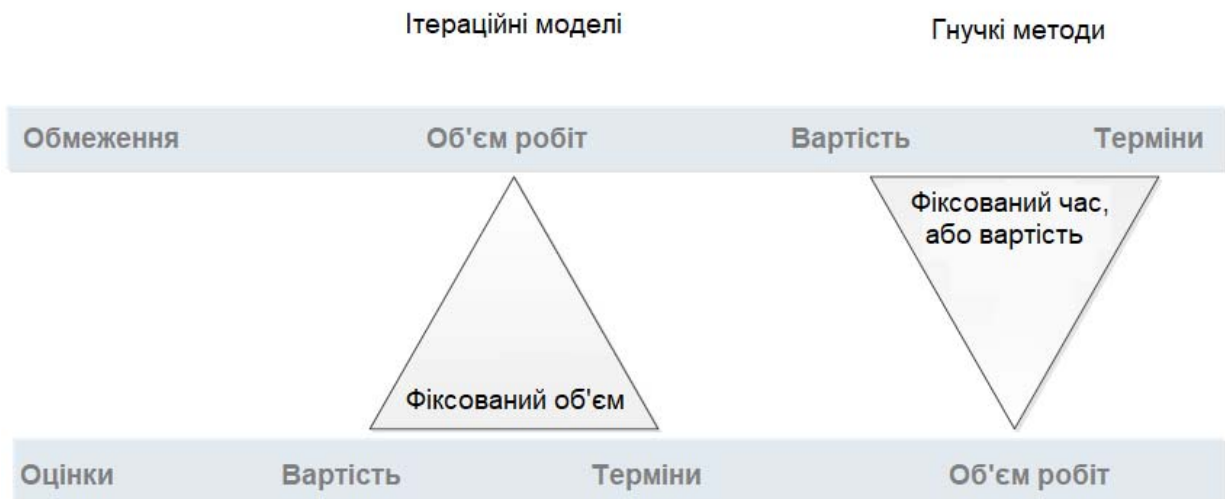 Ітераційні моделі
Гнучкі методи
Обмеження Об'єм робіт Вартість Терміни
Фіксований час,
або вартість
Фіксований об'єм
Оцінки Вартість Терміни Об'єм робіт